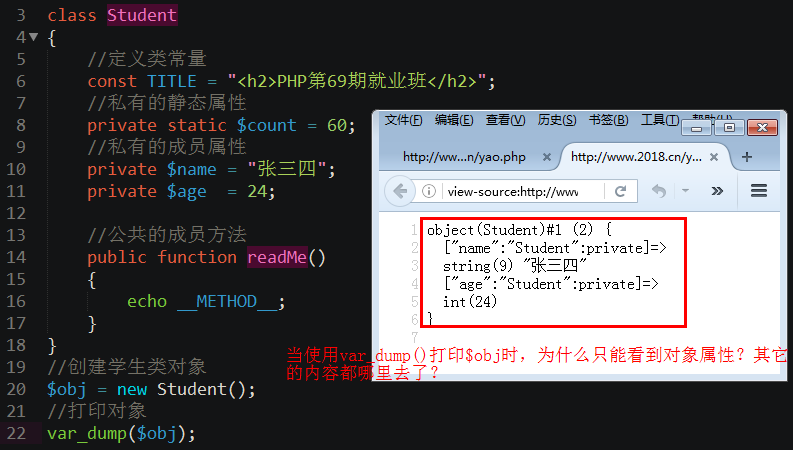 3 class Student
4 {
5 //定义类常量
6 const TITLE = "<h2>PHP第69期就业班</h2>";
7 //私有的静态属性
8 private static $count = 60;
9 //私有的成员属性
10 private $name = "张三四";
11 private $age  = 24;
12
13 //公共的成员方法
14 public function readMe()
15 {
16 echo __METHOD__;
17 }
18 }
19 //创建学生类对象
20 $obj = new Student();
21 //打印对象
22 var_dump($obj);
文件(F) 编辑(E) 查看(V) 历史(S) 书签(B) 工具(T)
http://ww...n/yao.php × http://www.2018.cn/y... × +
view-source:http://www
1 object(Student)#1 (2) {
2 ["name":"Student":private]=>
3 string(9) "张三四"
4 ["age":"Student":private]=>
5 int(24)
6 }
7
当使用var_dump()打印$obj时，为什么只能看到对象属性？其它
的内容都哪里去了？